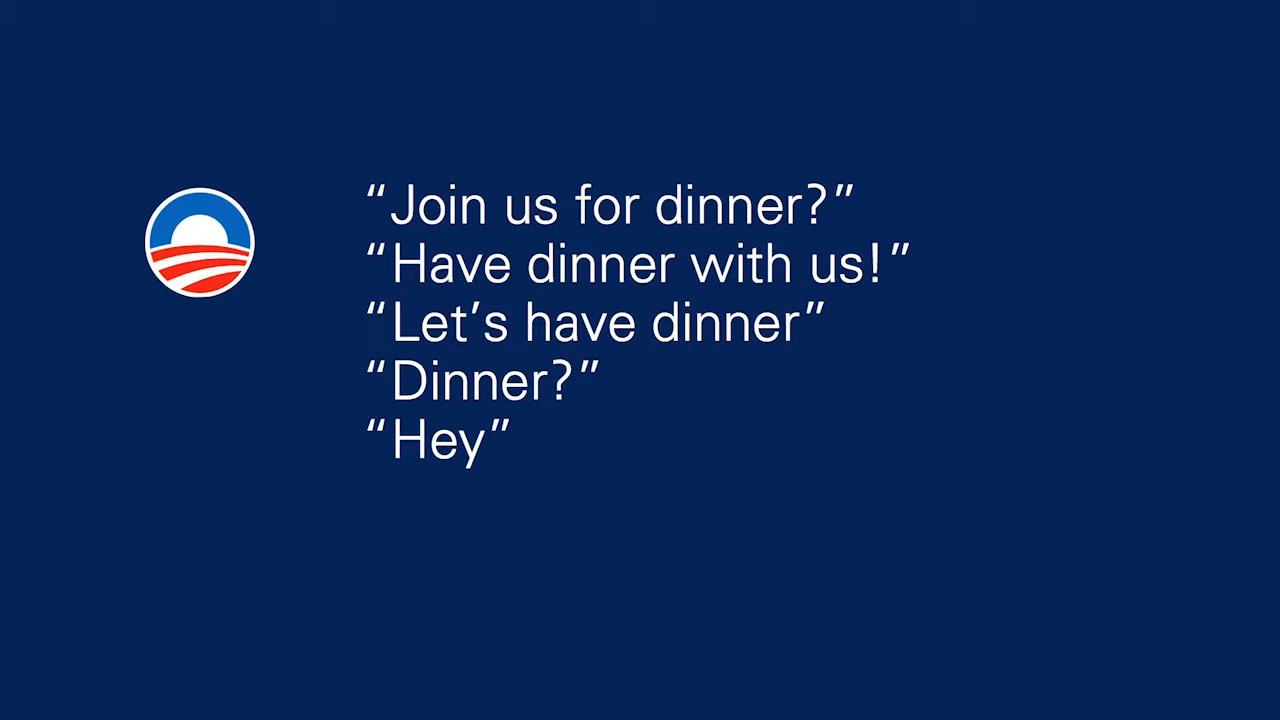 “Join us for dinner?”
“Have dinner with us!”
“Let’s have dinner”
“Dinner?”
“Hey”